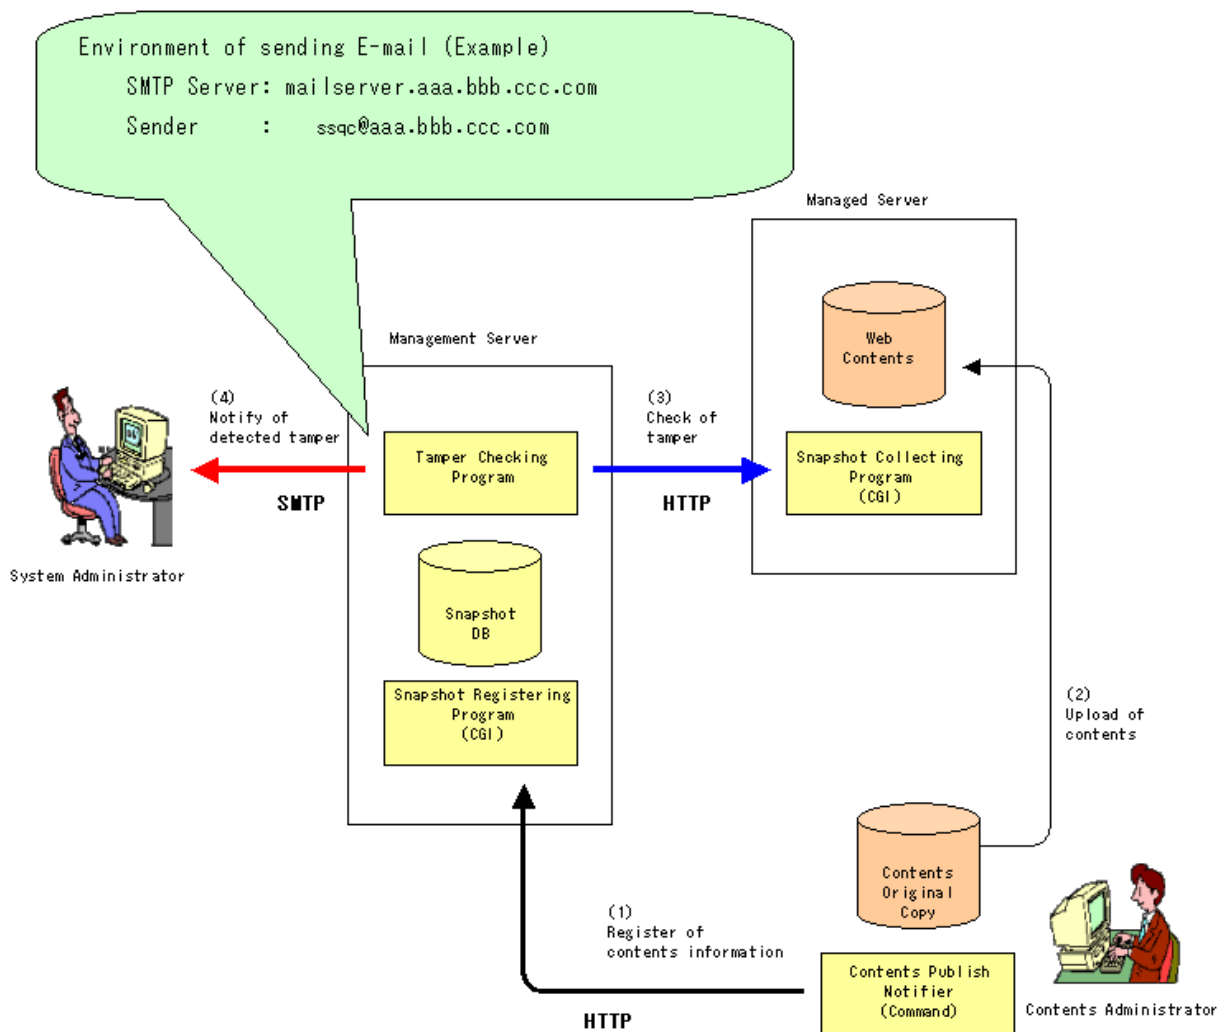 Environment of sending E-mail (Example)
SMTP Server: mailserver.aaa.bbb.ccc.com
Sender : ssqc@aaa.bbb.ccc.com
Managed Server
Web
Contents
Management Server
(4)
Notify of
detected tamper
(3)
Check of
tamper
Tamper Checking
Program
Snapshot Collecting
Program
(CGI)
SMTP
HTTP
System Administrator
Snapshot
DB
Snapshot Registering
Program
(CGI)
(2)
Upload of
contents
Contents
Original
Copy
(1)
Register of
contents information
Contents Publish
Notifier
(Command)
Contents Administrator
HTTP